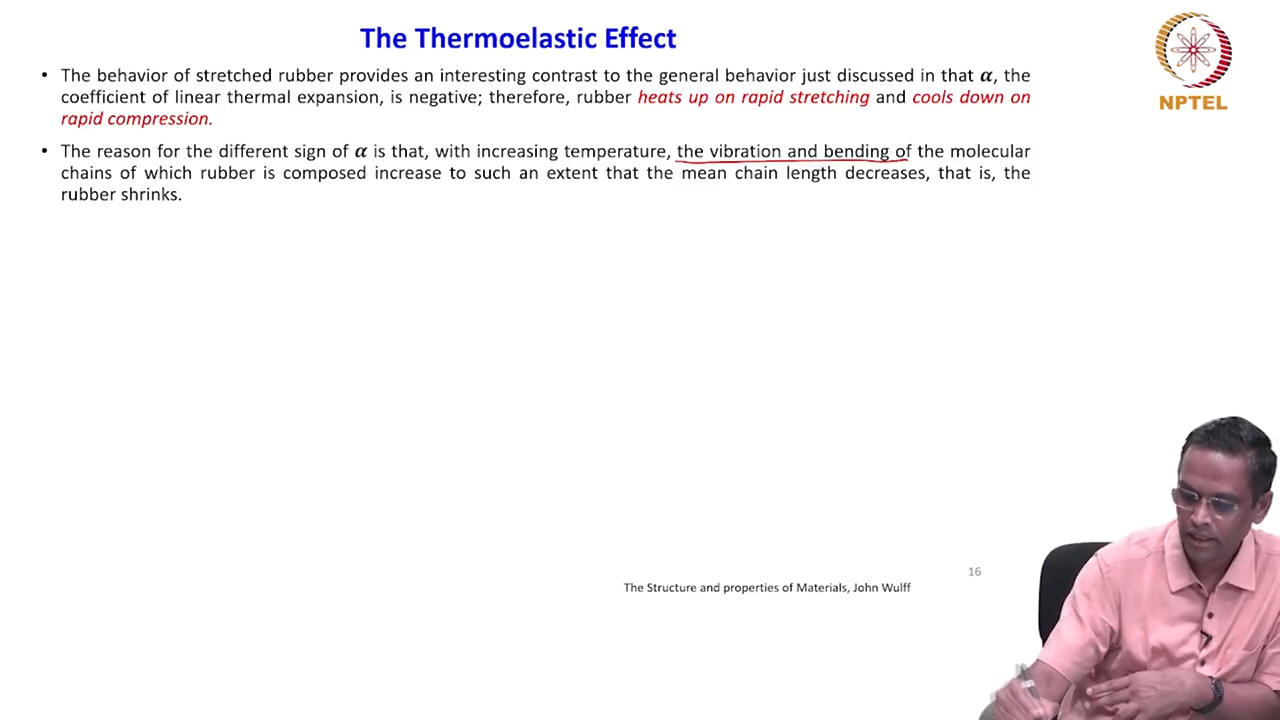 The Thermoelastic Effect
• The behavior of stretched rubber provides an interesting contrast to the general behavior just discussed in that α, the
coefficient of linear thermal expansion, is negative; therefore, rubber heats up on rapid stretching and cools down on
rapid compression.
• The reason for the different sign of α is that, with increasing temperature, the vibration and bending of the molecular
chains of which rubber is composed increase to such an extent that the mean chain length decreases, that is, the
rubber shrinks.
NPTEL
16
The Structure and properties of Materials, John Wulff